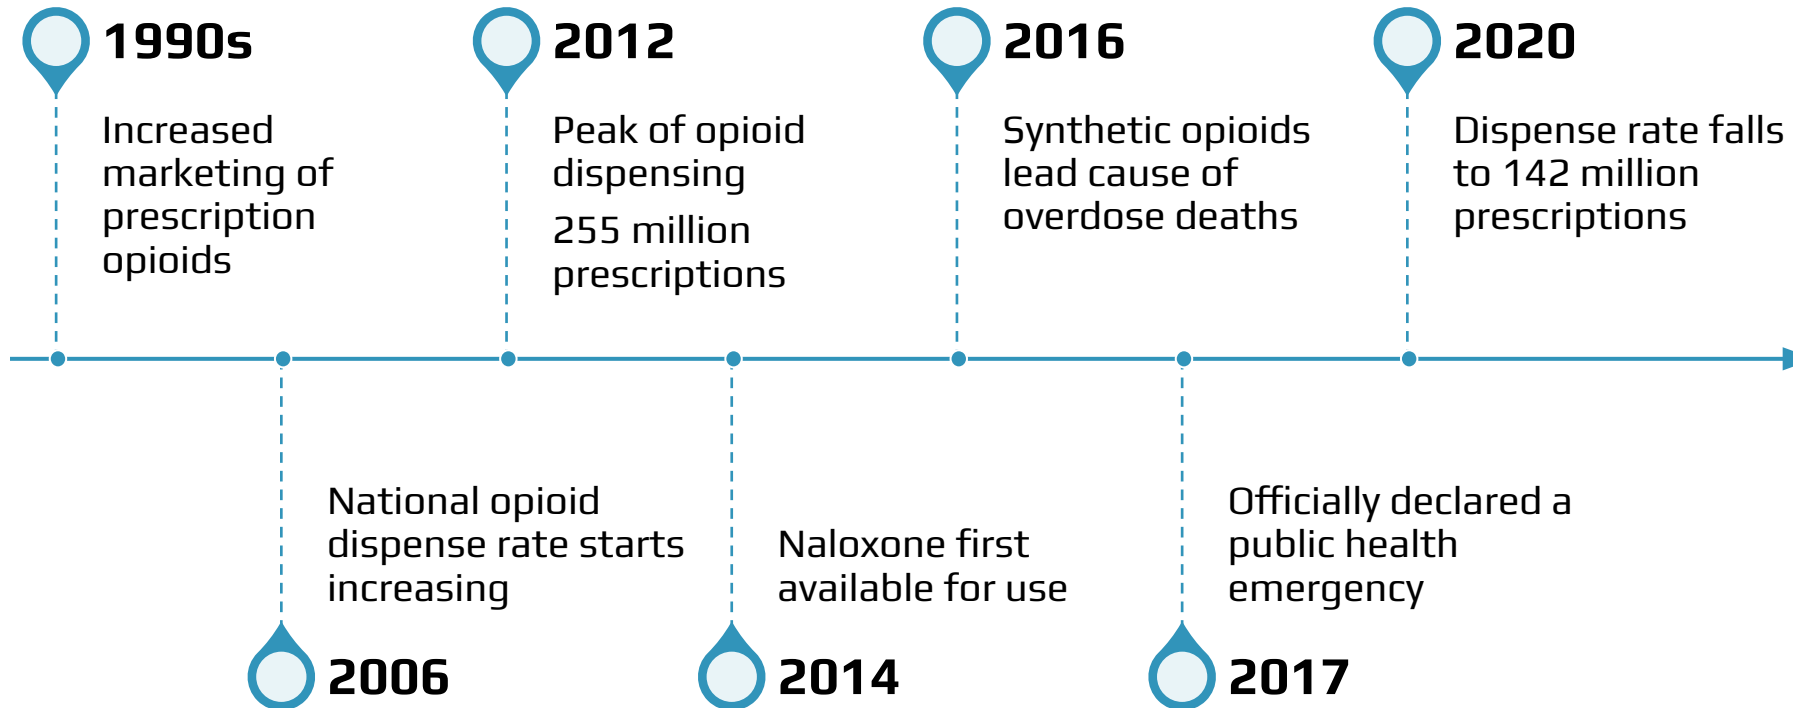 1990s
Increased
marketing of
prescription
opioids
2012
Peak of opioid
dispensing
255 million
prescriptions
2016
Synthetic opioids
lead cause of
overdose deaths
2020
Dispense rate falls
to 142 million
prescriptions
National opioid
dispense rate starts
increasing
2006
Naloxone first
available for use
2014
Officially declared a
public health
emergency
2017